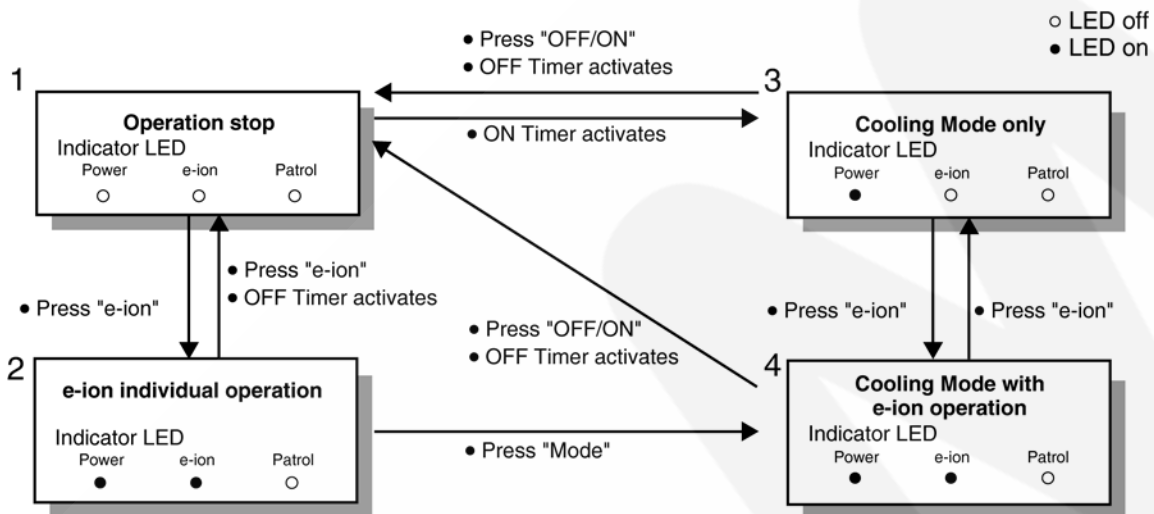 ○ LED off
● LED on
● Press "OFF/ON"
● OFF Timer activates
● ON Timer activates
1
Operation stop
Indicator LED
Power e-ion Patrol
3
Cooling Mode only
Indicator LED
Power e-ion Patrol
● Press "e-ion"
● Press "e-ion"
● OFF Timer activates
● Press "OFF/ON"
● OFF Timer activates
● Press "e-ion"
● Press "e-ion"
2
e-ion individual operation
Indicator LED
Power e-ion Patrol
● Press "Mode"
4
Cooling Mode with
e-ion operation
Indicator LED
Power e-ion Patrol